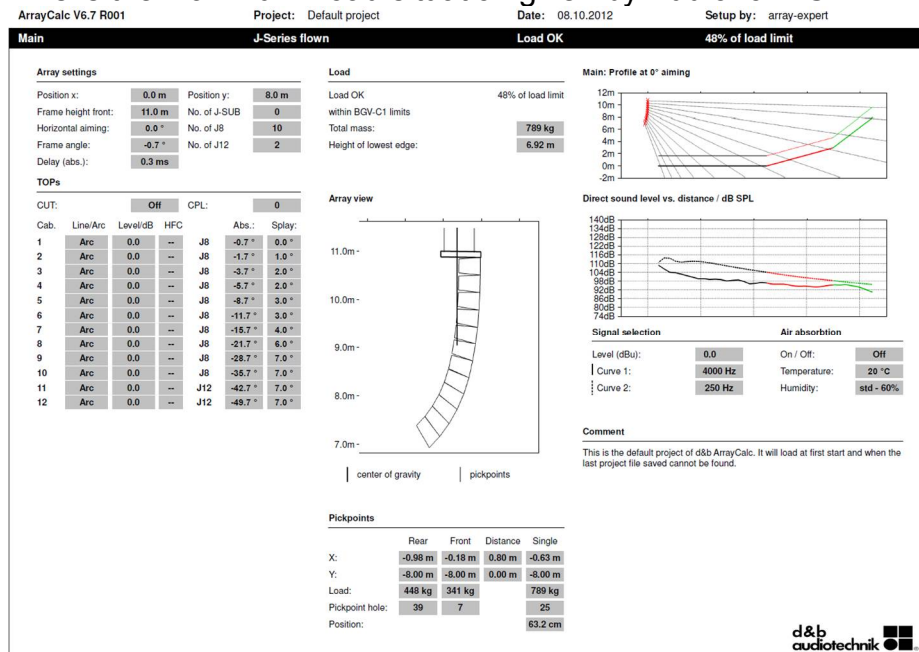 ArrayCalc V6.7 R001 Project: Default project Date: 08.10.2012 Setup by: array-expert
Main J-Series flown Load OK 48% of load limit
Array settings
Position x: 0.0 m Position y: 8.0 m
Frame height front: 11.0 m No. of J-SUB 0
Horizontal aiming: 0.0 ° No. of J8 10
Frame angle: -0.7 ° No. of J12 2
Delay (abs.): 0.3 ms
TOPs
CUT: Off CPL: 0
Cab. Line/Arc Level/dB HFC Abs.: Splay:
1 Arc 0.0 -- J8 -0.7 ° 0.0 °
2 Arc 0.0 -- J8 -1.7 ° 1.0 °
3 Arc 0.0 -- J8 -3.7 ° 2.0 °
4 Arc 0.0 -- J8 -5.7 ° 2.0 °
5 Arc 0.0 -- J8 -8.7 ° 3.0 °
6 Arc 0.0 -- J8 -11.7 ° 3.0 °
7 Arc 0.0 -- J8 -15.7 ° 4.0 °
8 Arc 0.0 -- J8 -21.7 ° 6.0 °
9 Arc 0.0 -- J8 -28.7 ° 7.0 °
10 Arc 0.0 -- J8 -35.7 ° 7.0 °
11 Arc 0.0 -- J12 -42.7 ° 7.0 °
12 Arc 0.0 -- J12 -49.7 ° 7.0 °
Load
Load OK 48% of load limit
within BGV-C1 limits
Total mass: 789 kg
Height of lowest edge: 6.92 m
Array view
11.0m
10.0m
9.0m
8.0m
7.0m
center of gravity pickpoints
Pickpoints
Rear Front Distance Single
X: -0.98 m -0.18 m 0.80 m -0.63 m
Y: -8.00 m -8.00 m 0.00 m -8.00 m
Load: 448 kg 341 kg 789 kg
Pickpoint hole: 39 7 25
Position: 63.2 cm
Main: Profile at 0° aiming
12m
10m
8m
6m
4m
2m
0m
-2m
Direct sound level vs. distance / dB SPL
140dB
134dB
128dB
122dB
116dB
110dB
104dB
98dB
92dB
86dB
80dB
74dB
Signal selection Air absorbtion
Level (dBu): 0.0 On / Off: Off
Curve 1: 4000 Hz Temperature: 20 °C
Curve 2: 250 Hz Humidity: std - 60%
Comment
This is the default project of d&b ArrayCalc. It will load at first start and when the
last project file saved cannot be found.
d&b
audiotechnik